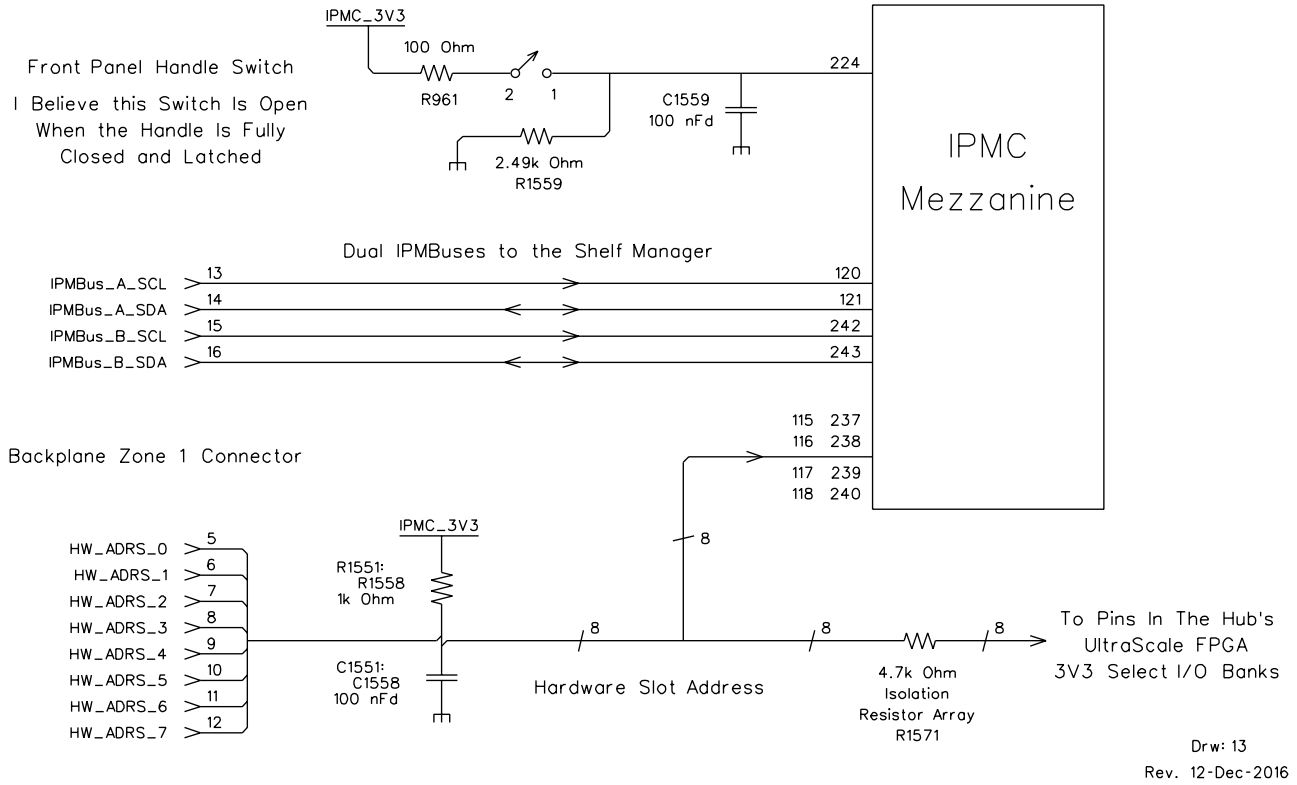 IPMC_3V3
100 Ohm
R961
2
1
Front Panel Handle Switch
I Believe this Switch Is Open
When the Handle Is Fully
Closed and Latched
2.49k Ohm
R1559
C1559
100 nFd
224
IPMC
Mezzanine
Dual IPMBuses to the Shelf Manager
IPMBus_A_SCL 13 120
IPMBus_A_SDA 14 121
IPMBus_B_SCL 15 242
IPMBus_B_SDA 16 243
115 237
116 238
117 239
118 240
Backplane Zone 1 Connector
HW_ADRS_0 5
HW_ADRS_1 6
HW_ADRS_2 7
HW_ADRS_3 8
HW_ADRS_4 9
HW_ADRS_5 10
HW_ADRS_6 11
HW_ADRS_7 12
IPMC_3V3
R1551:
R1558
1k Ohm
C1551:
C1558
100 nFd
8
8
8
8
Hardware Slot Address
4.7k Ohm
Isolation
Resistor Array
R1571
To Pins In The Hub's
UltraScale FPGA
3V3 Select I/O Banks
Drw: 13
Rev. 12-Dec-2016